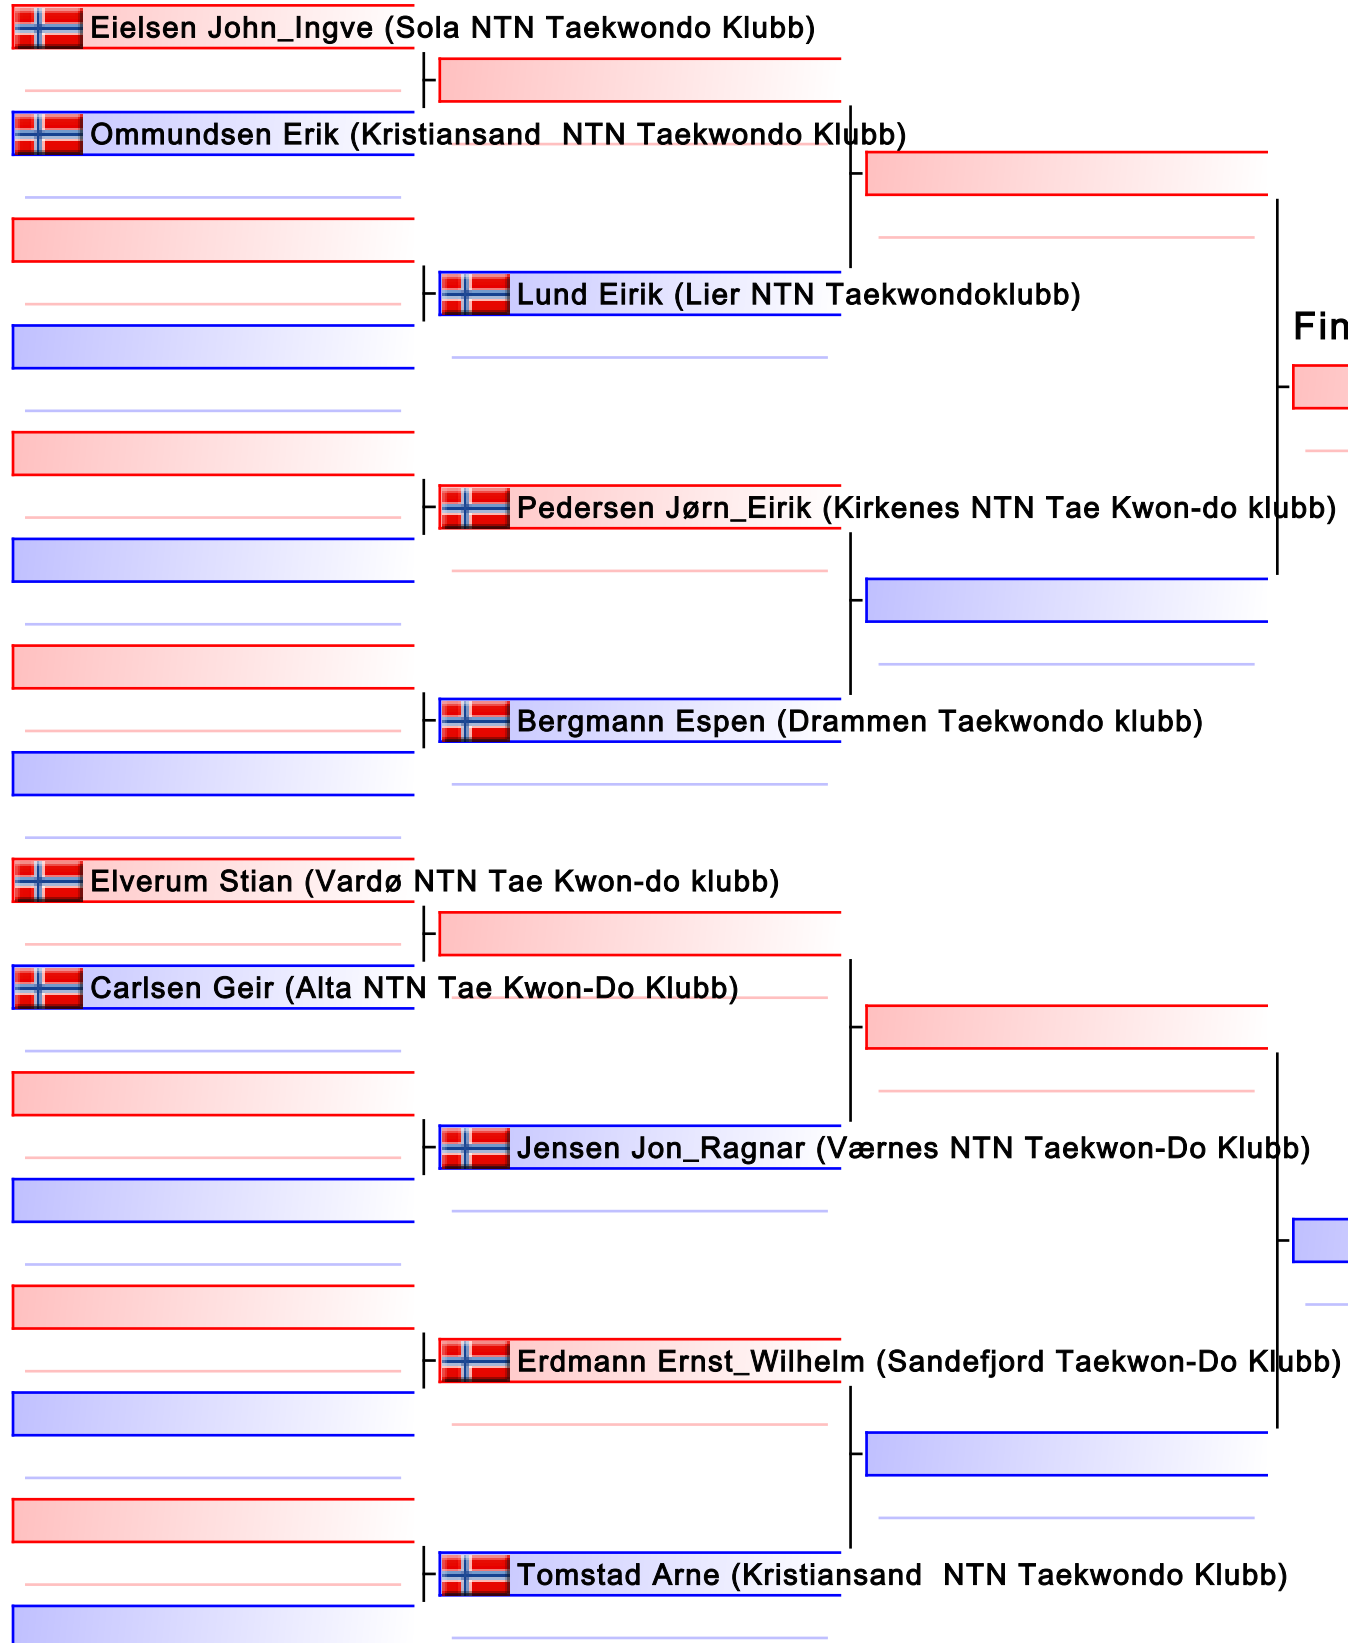 Eielsen John_Ingve (Sola NTN Taekwondo Klubb)
Ommundsen Erik (Kristiansand  NTN Taekwondo Klubb)
Lund Eirik (Lier NTN Taekwondoklubb)
Fin
Pedersen Jørn_Eirik (Kirkenes NTN Tae Kwon-do klubb)
Bergmann Espen (Drammen Taekwondo klubb)
Elverum Stian (Vardø NTN Tae Kwon-do klubb)
Carlsen Geir (Alta NTN Tae Kwon-Do Klubb)
Jensen Jon_Ragnar (Værnes NTN Taekwon-Do Klubb)
Erdmann Ernst_Wilhelm (Sandefjord Taekwon-Do Klubb)
Tomstad Arne (Kristiansand  NTN Taekwondo Klubb)